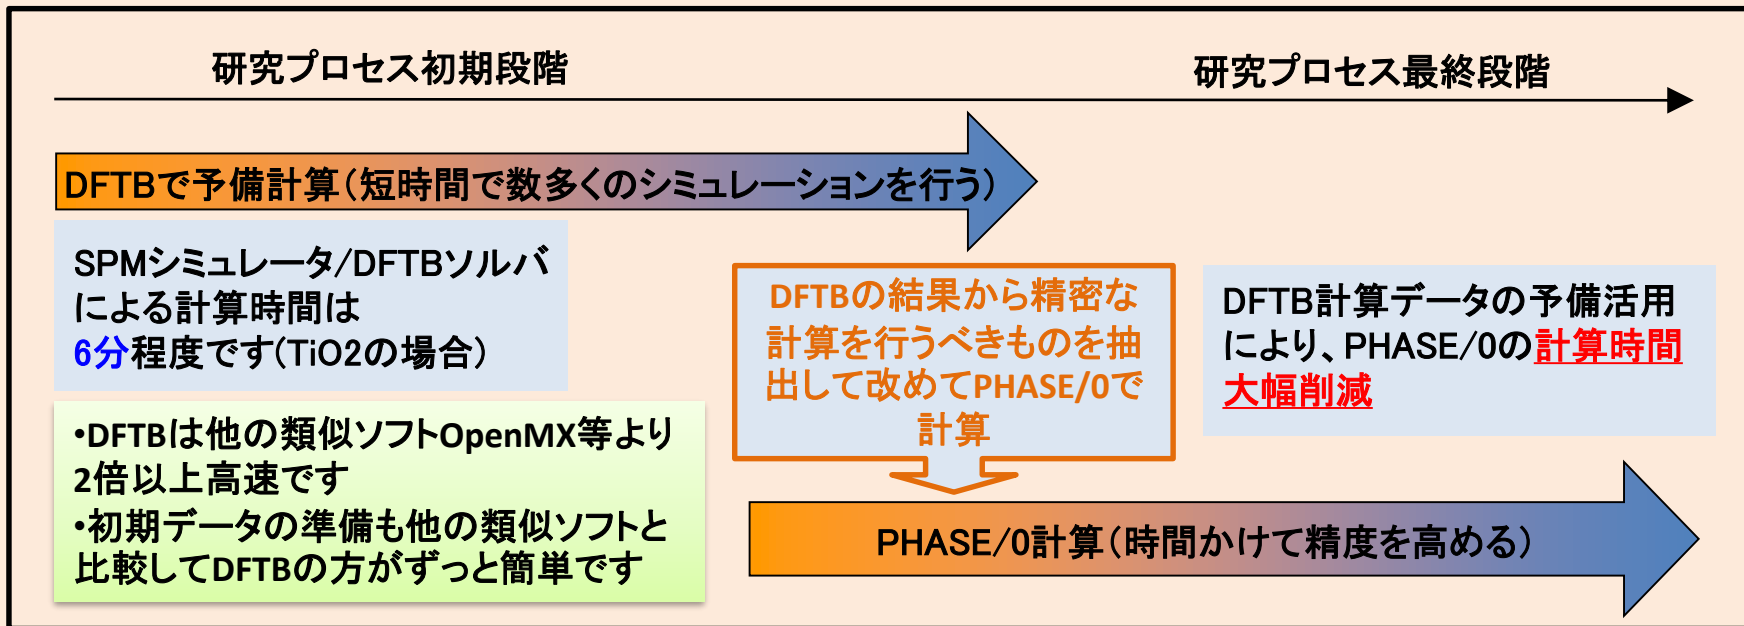 研究プロセス初期段階
研究プロセス最終段階
DFTBで予備計算(短時間で数多くのシミュレーションを行う)
SPMシミュレータ/DFTBソルバ
による計算時間は
6分程度です(TiO2の場合)
•DFTBは他の類似ソフトOpenMX等より
2倍以上高速です
•初期データの準備も他の類似ソフトと
比較してDFTBの方がずっと簡単です
DFTBの結果から精密な
計算を行うべきものを抽
出して改めてPHASE/0で
計算
DFTB計算データの予備活用
により、PHASE/0の計算時間
大幅削減
PHASE/0計算(時間かけて精度を高める)